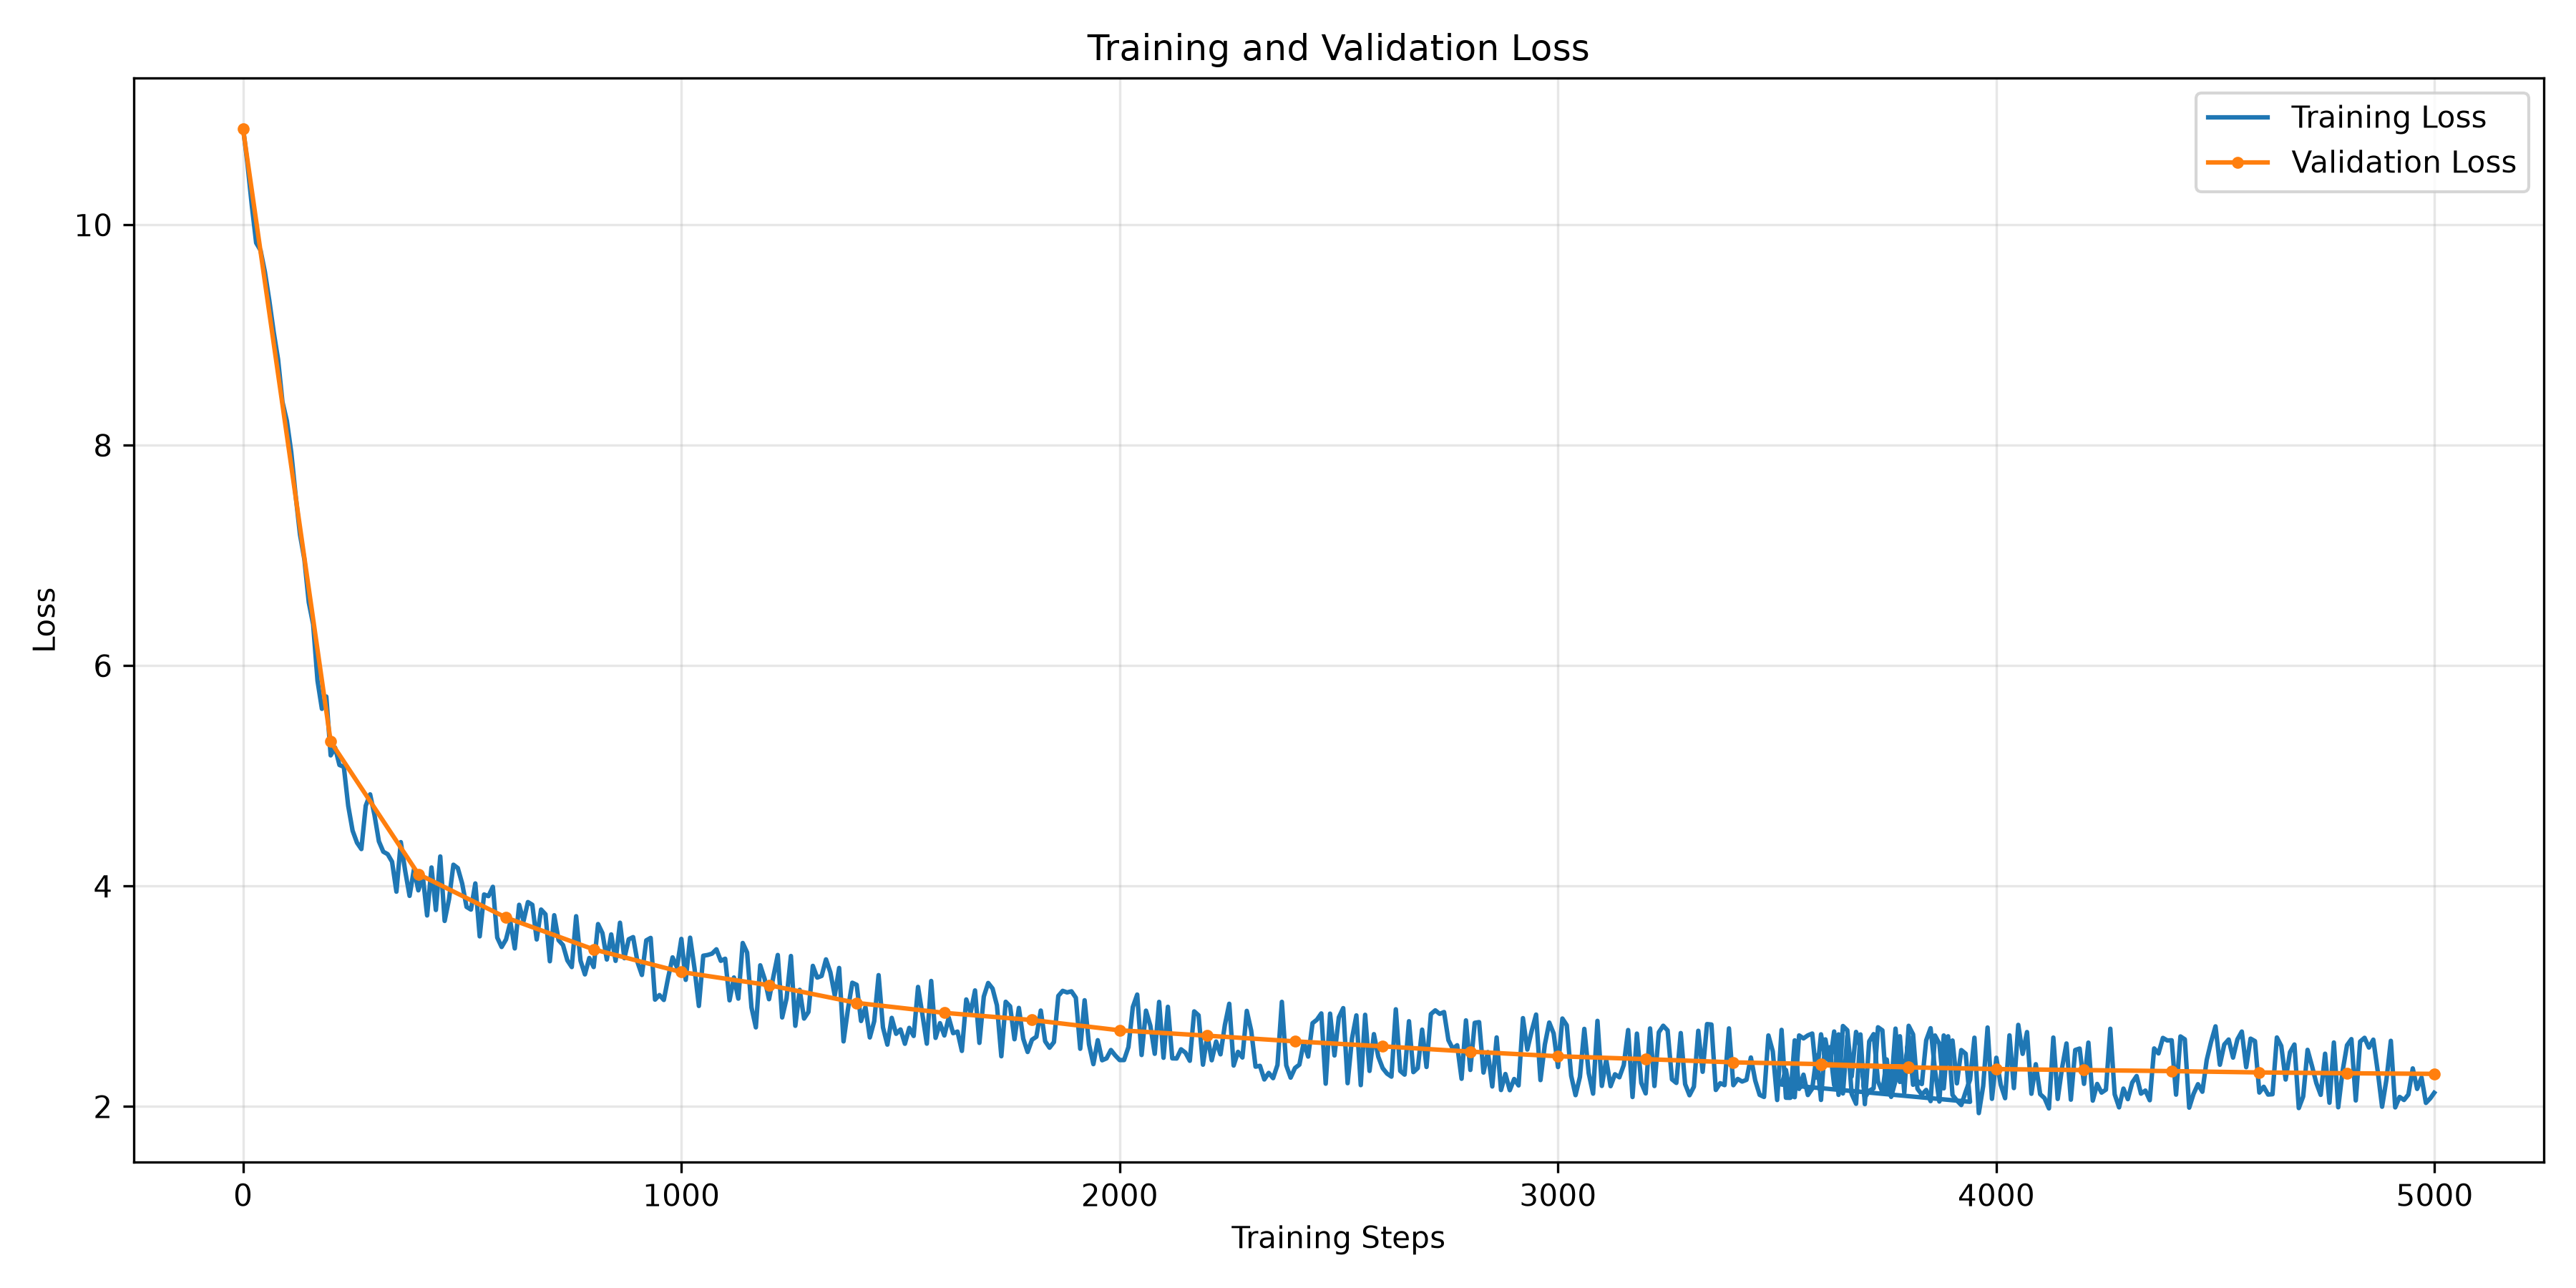 Training and Validation Loss
Training Loss
Validation Loss
10
8
6
4
2
Loss
0 1000 2000 3000 4000 5000
Training Steps